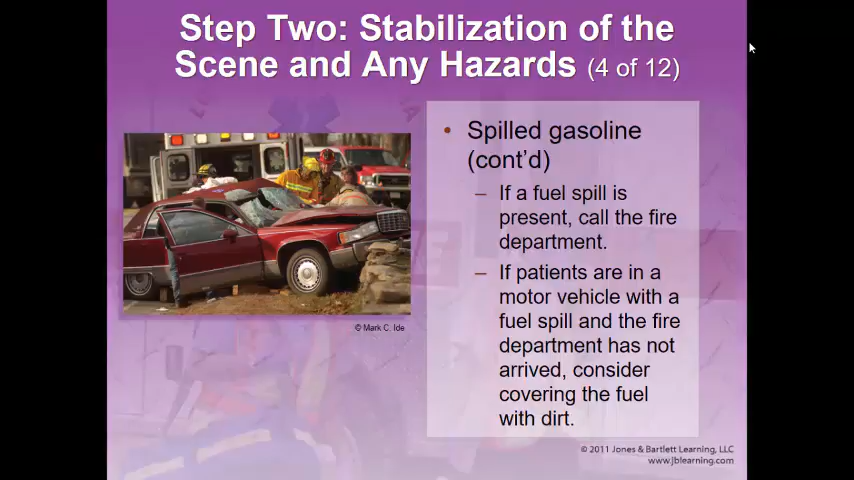 Step Two: Stabilization of the
Scene and Any Hazards (4 of 12)
• Spilled gasoline
(cont'd)
– If a fuel spill is
present, call the fire
department.
– If patients are in a
motor vehicle with a
fuel spill and the fire
department has not
arrived, consider
covering the fuel
with dirt.
© Mark C. Ide
© 2011 Jones & Bartlett Learning, LLC
www.jblearning.com